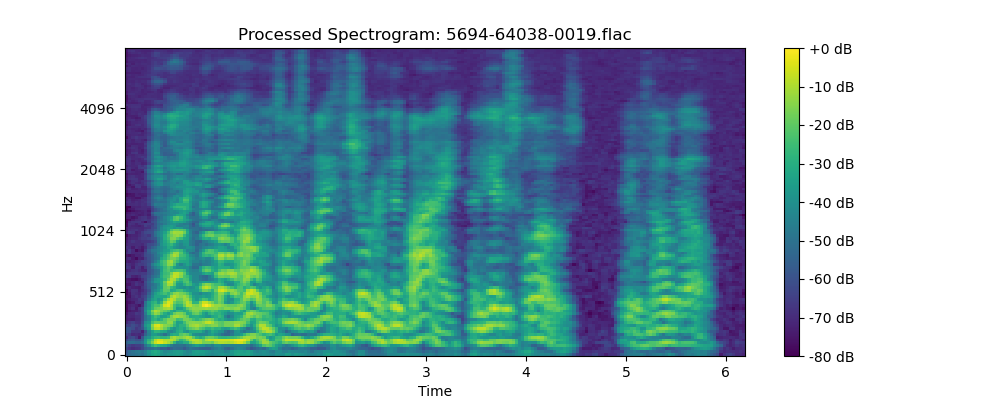 Processed Spectrogram: 5694-64038-0019.flac
Hz
4096
2048
1024
512
0
0 1 2 3 4 5 6
Time
+0 dB
-10 dB
-20 dB
-30 dB
-40 dB
-50 dB
-60 dB
-70 dB
-80 dB